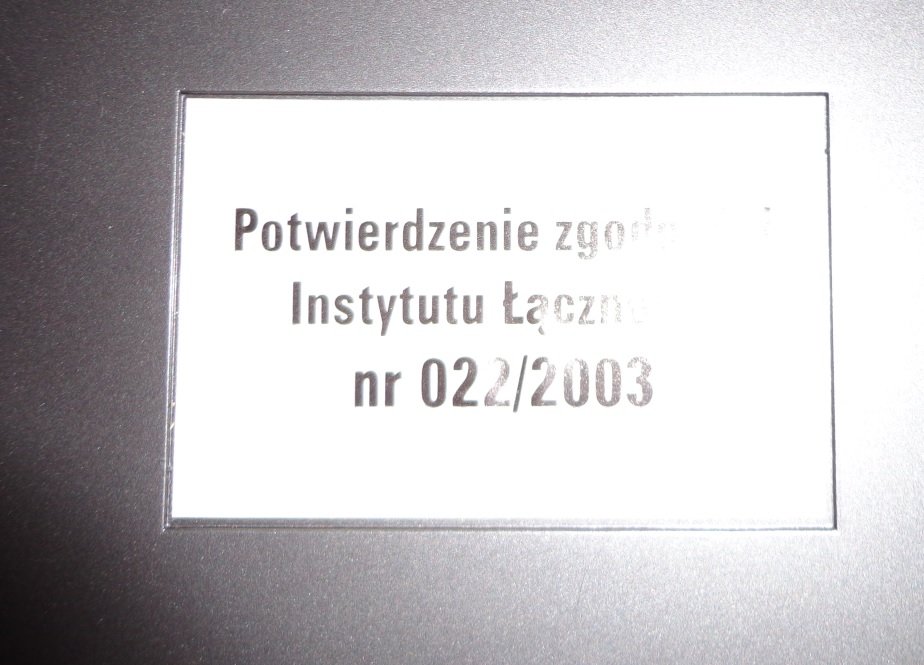 Potwierdzenie
Instytutu
nr 022/2003